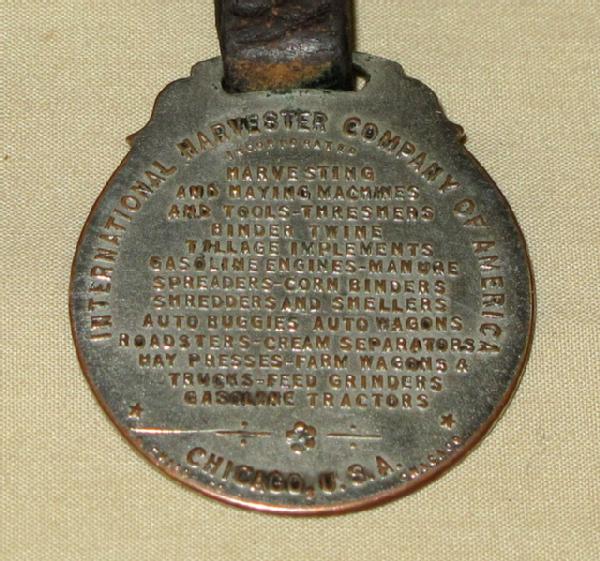 INTERNATIONAL HARVESTER COMPANY OF AMERICA
INCORPORATED
HARVESTING
AND HAYING MACHINES
AND TOOLS-THRESHERS
BINDER TWINE
TILLAGE IMPLEMENTS
GASOLINE ENGINES-MANURE
SPREADERS-CORN BINDERS
SHREDDERS AND SHELLERS
AUTO BUGGIES AUTO WAGONS
ROADSTERS-CREAM SEPARATORS
HAY PRESSES-FARM WAGONS &
TRUCKS-FEED GRINDERS
GASOLINE TRACTORS
CHICAGO, U.S.A.
CHICAGO